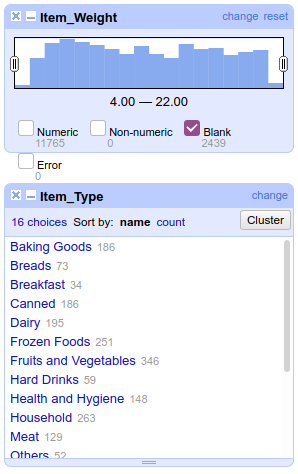 Item_Weight change reset
4.00 — 22.00
Numeric Non-numeric Blank
11765 0 2439
Error
0
Item_Type change
16 choices Sort by: name count Cluster
Baking Goods 186
Breads 73
Breakfast 34
Canned 186
Dairy 195
Frozen Foods 251
Fruits and Vegetables 346
Hard Drinks 59
Health and Hygiene 148
Household 263
Meat 129
Others 52